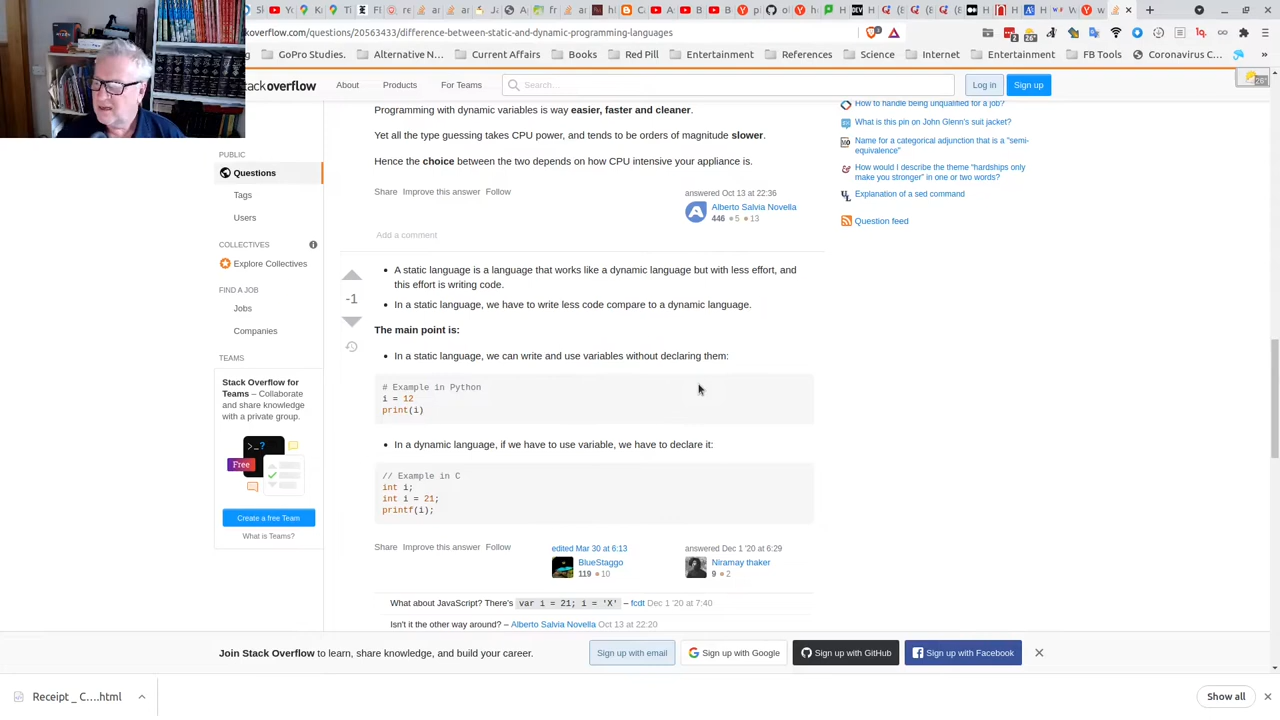 koverflow.com/questions/20563433/difference-between-static-and-dynamic-programming-languages
GoPro Studies.
Alternative N...
Current Affairs
Books
Red Pill
Entertainment
References
Science
Internet
Entertainment
FB Tools
Coronavirus C...
stackoverflow
About
Products
For Teams
Search...
Log in
Sign up
Programming with dynamic variables is way easier, faster and cleaner.
Yet all the type guessing takes CPU power, and tends to be orders of magnitude slower.
Hence the choice between the two depends on how CPU intensive your appliance is.
Share Improve this answer Follow
answered Oct 13 at 22:36
Alberto Salvia Novella
446 5 13
Add a comment
How to handle being unqualified for a job?
What is this pin on John Glenn's suit jacket?
Name for a categorical adjunction that is a "semi-
equivalence"
How would I describe the theme “hardships only
make you stronger” in one or two words?
Explanation of a sed command
Question feed
PUBLIC
Questions
Tags
Users
COLLECTIVES
Explore Collectives
FIND A JOB
Jobs
Companies
TEAMS
Stack Overflow for
Teams – Collaborate
and share knowledge
with a private group.
Free
Create a free Team
What is Teams?
-1
A static language is a language that works like a dynamic language but with less effort, and
this effort is writing code.
In a static language, we have to write less code compare to a dynamic language.
The main point is:
In a static language, we can write and use variables without declaring them:
# Example in Python
i = 12
print(i)
In a dynamic language, if we have to use variable, we have to declare it:
// Example in C
int i;
int i = 21;
printf(i);
Share Improve this answer Follow
edited Mar 30 at 6:13
BlueStaggo
119 10
answered Dec 1 '20 at 6:29
Niramay thaker
9 2
What about JavaScript? There's var i = 21; i = 'X' – fcdt Dec 1 '20 at 7:40
Isn't it the other way around? – Alberto Salvia Novella Oct 13 at 22:20
Join Stack Overflow to learn, share knowledge, and build your career.
Sign up with email
Sign up with Google
Sign up with GitHub
Sign up with Facebook
Receipt _ C....html
Show all